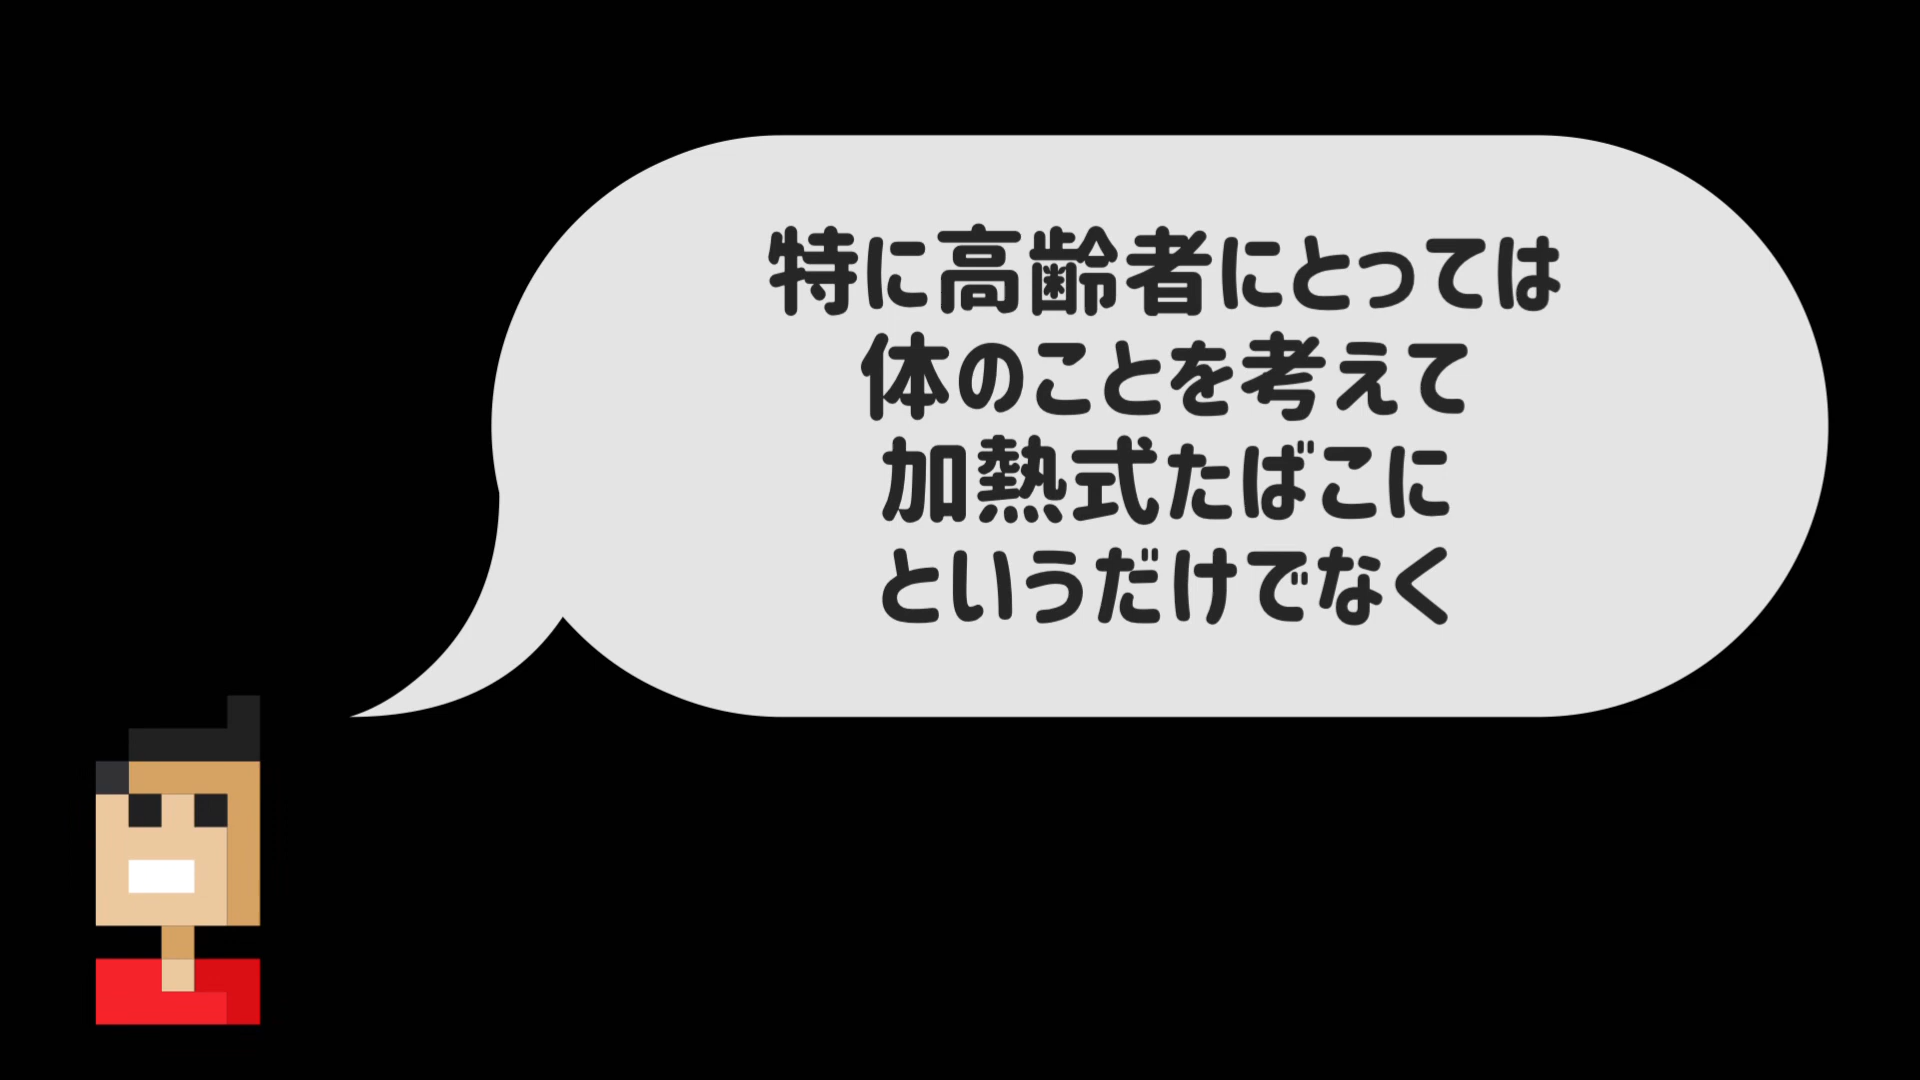 特に高齢者にとっては
体のことを考えて
加熱式たばこに
というだけでなく